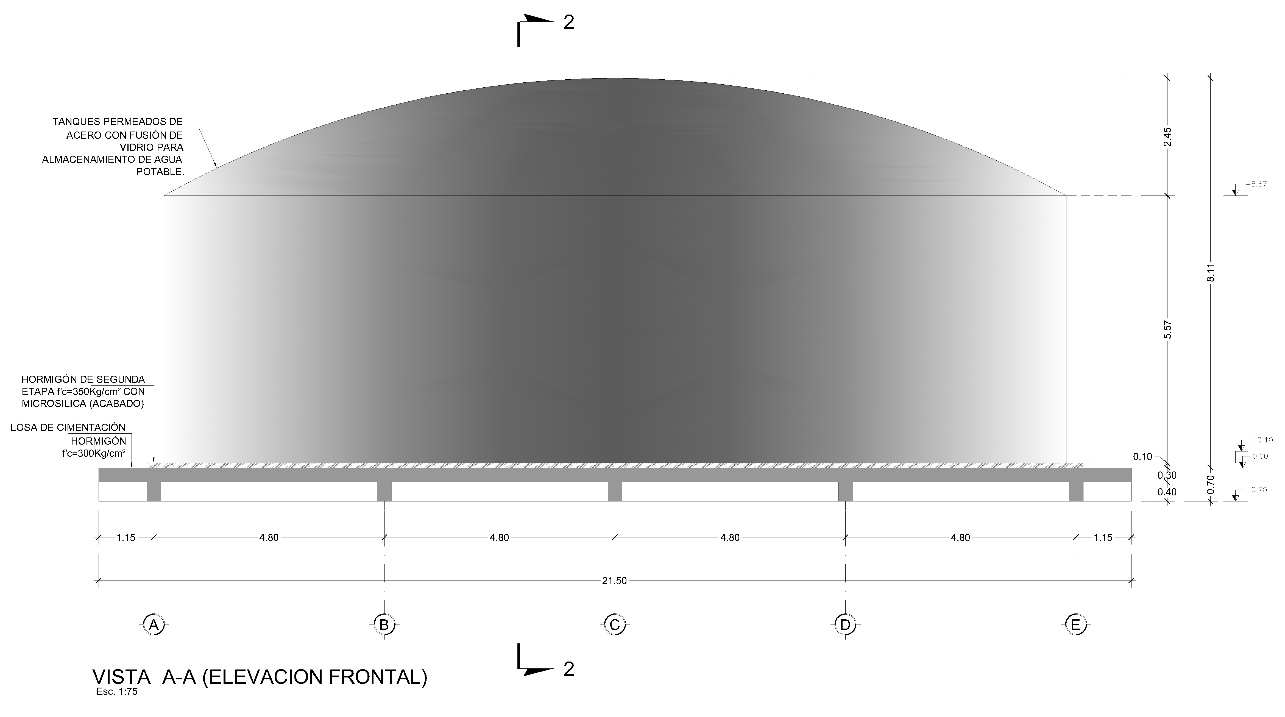 2
TANQUES PERMEADOS DE
ACERO CON FUSIÓN DE
VIDRIO PARA
ALMACENAMIENTO DE AGUA
POTABLE.
2.45
8.11
5.57
HORMIGÓN DE SEGUNDA
ETAPA f'c=350Kg/cm² CON
MICROSILICA (ACABADO)
LOSA DE CIMENTACIÓN
HORMIGÓN
f'c=300Kg/cm²
0.10
0.30
0.40
0.70
1.15
4.80
4.80
4.80
4.80
1.15
21.50
A
B
C
D
E
2
VISTA A-A (ELEVACION FRONTAL)
Esc. 1:75